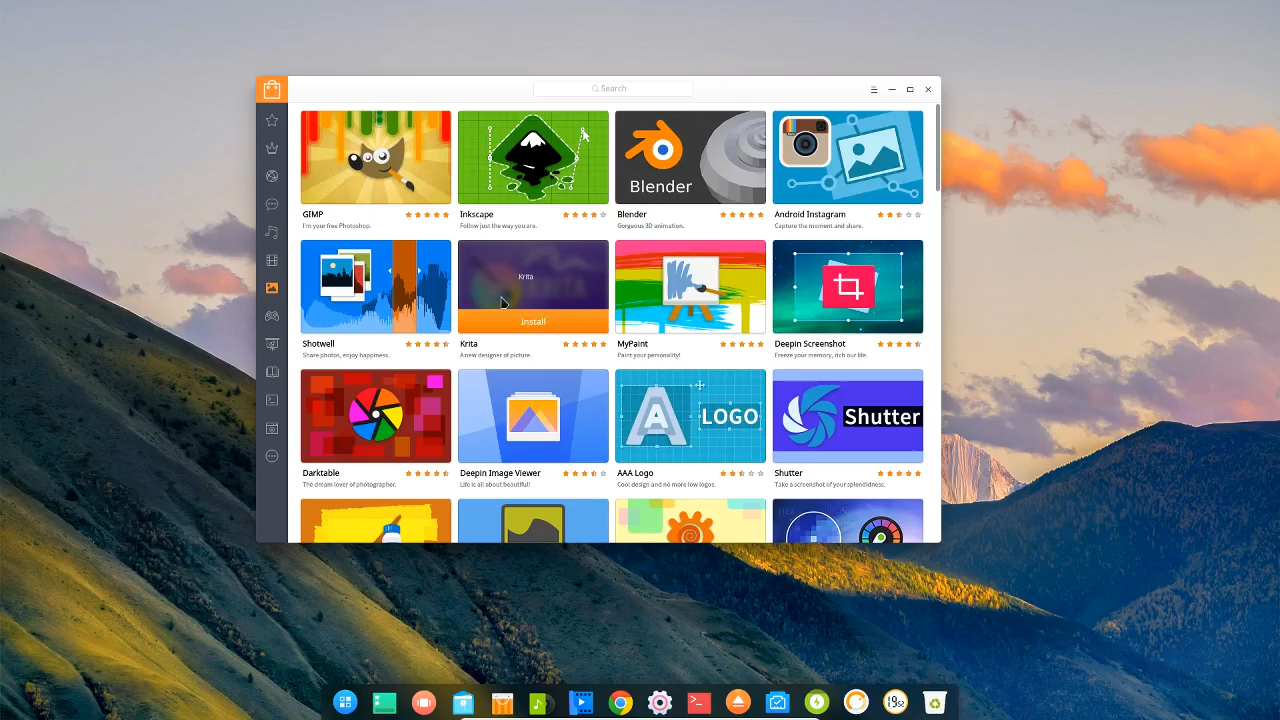 Search
Blender
GIMP
I'm your free Photoshop.
Inkscape
Follow just the way you are.
Blender
Gorgeous 3D animation.
Android Instagram
Capture the moment and share.
Krita
Install
Shotwell
Share photos, enjoy happiness.
Krita
A new designer of picture.
MyPaint
Paint your personality!
Deepin Screenshot
Freeze your memory, rich our life.
A LOGO
Shutter
Darktable
The dream lover of photographer.
Deepin Image Viewer
Life is all about beautiful!
AAA Logo
Cool design and no more low logos.
Shutter
Take a screenshot of your splendidness.
19 52